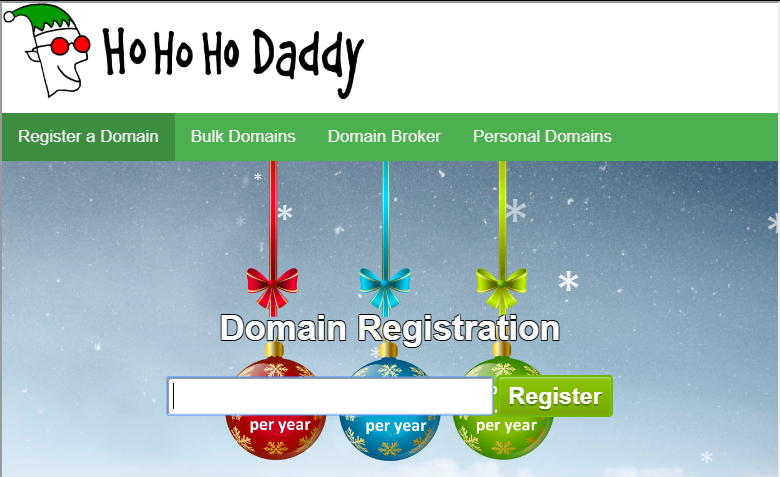 Ho Ho Ho Daddy
Register a Domain Bulk Domains Domain Broker Personal Domains
Domain Registration
Register
per year per year per year